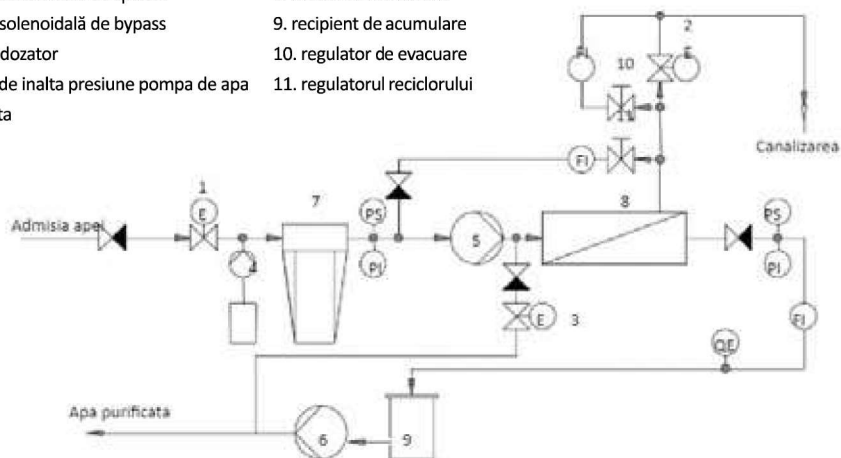 solenoidală de bypass
dozator
de inalta presiune pompa de apa
ta
9. recipient de acumulare
10. regulator de evacuare
11. regulatorul reciclorului
2
FI
10
E
11
Canalizarea
FI
1
E
7
PS
8
PS
Admisia apei
5
4
PI
PI
E
3
FI
QE
Apa purificata
6
9